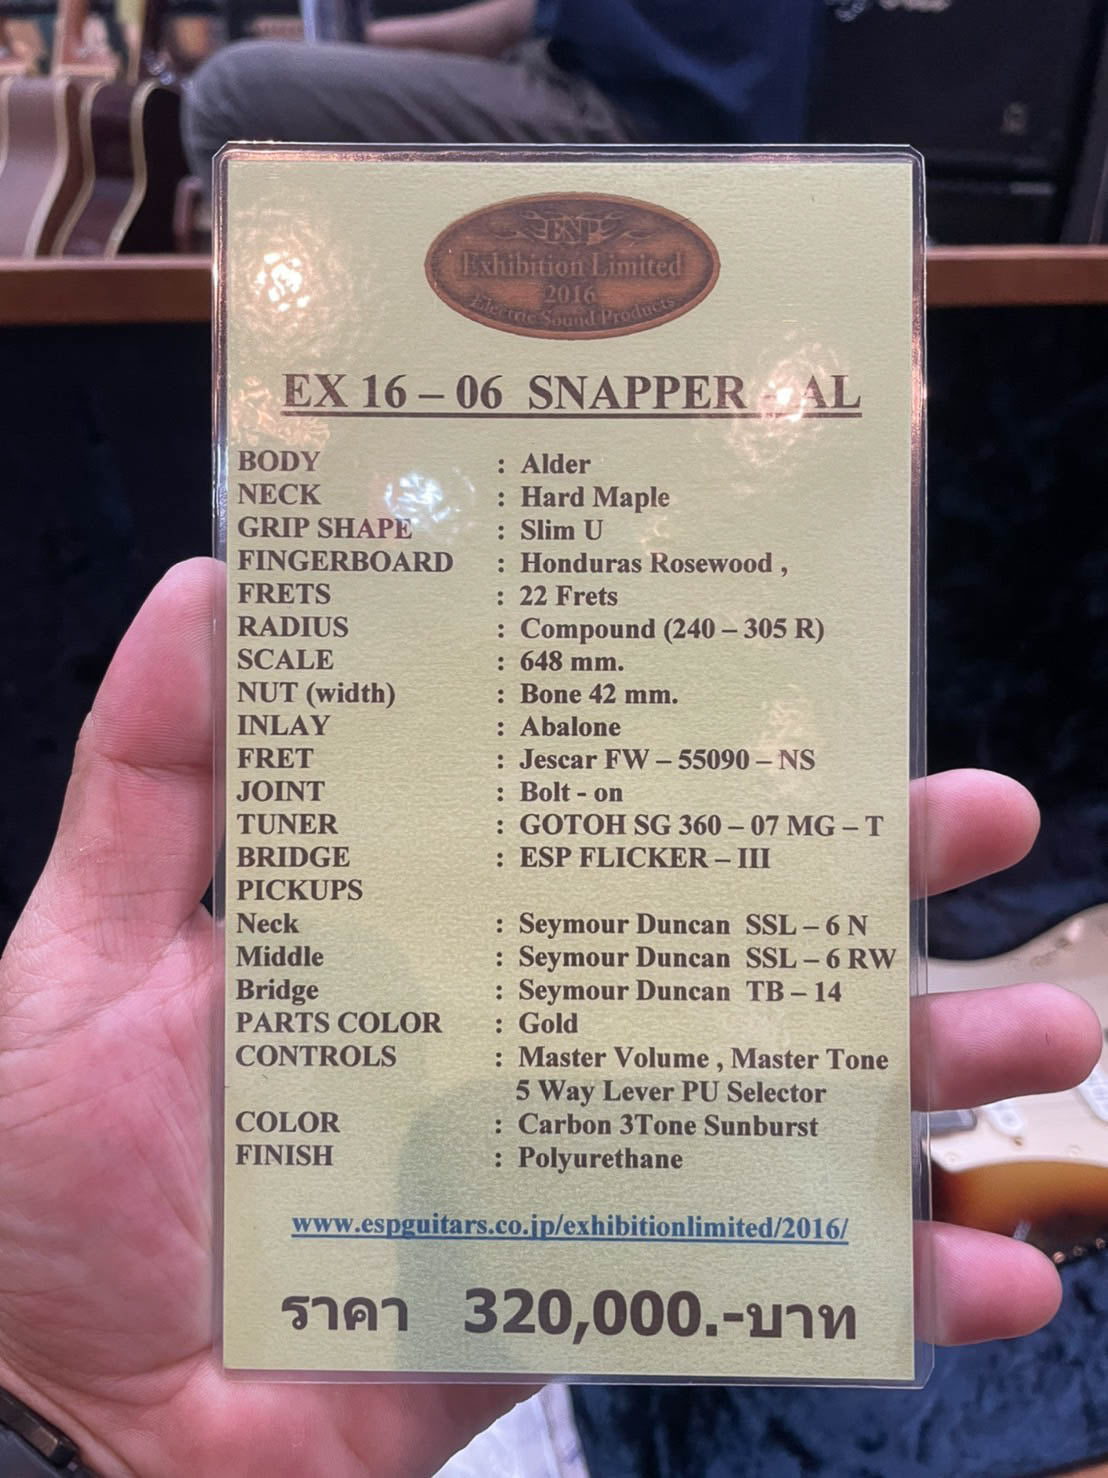 ESP
Exhibition Limited
2016
Electric Sound Products
EX 16 – 06 SNAPPER – AL
BODY : Alder
NECK : Hard Maple
GRIP SHAPE : Slim U
FINGERBOARD : Honduras Rosewood ,
FRETS : 22 Frets
RADIUS : Compound (240 – 305 R)
SCALE : 648 mm.
NUT (width) : Bone 42 mm.
INLAY : Abalone
FRET : Jescar FW – 55090 – NS
JOINT : Bolt - on
TUNER : GOTOH SG 360 – 07 MG – T
BRIDGE : ESP FLICKER – III
PICKUPS
Neck : Seymour Duncan SSL – 6 N
Middle : Seymour Duncan SSL – 6 RW
Bridge : Seymour Duncan TB – 14
PARTS COLOR : Gold
CONTROLS : Master Volume , Master Tone
5 Way Lever PU Selector
COLOR : Carbon 3Tone Sunburst
FINISH : Polyurethane
www.espguitars.co.jp/exhibitionlimited/2016/
ราคา 320,000.-บาท